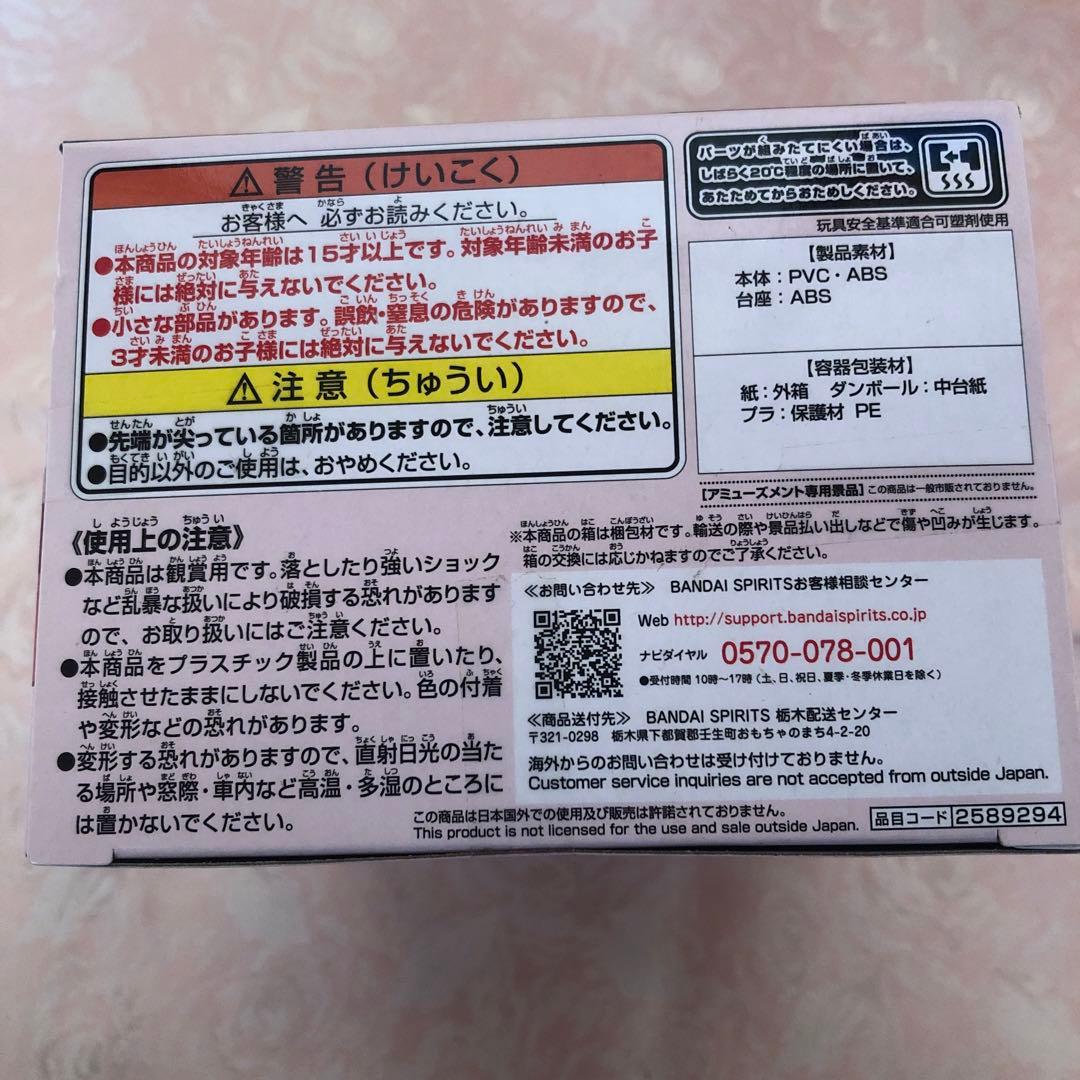 ⚠警告（けいこく）
お客様へ 必ずお読みください。
●本商品の対象年齢は15才以上です。対象年齢未満のお子
様には絶対に与えないでください。
●小さな部品があります。誤飲・窒息の危険がありますので、
3才未満のお子様には絶対に与えないでください。
⚠注意（ちゅうい）
●先端が尖っている箇所がありますので、注意してください。
●目的以外のご使用は、おやめください。
《使用上の注意》
●本商品は観賞用です。落としたり強いショック
など乱暴な扱いにより破損する恐れがあります
ので、お取り扱いにはご注意ください。
●本商品をプラスチック製品の上に置いたり、
接触させたままにしないでください。色の付着
や変形などの恐れがあります。
●変形する恐れがありますので、直射日光の当た
る場所や窓際・車内など高温・多湿のところに
は置かないでください。
パーツが組みたてにくい場合は、
しばらく20℃程度の場所に置いて、
あたためてからおためしください。
玩具安全基準適合可塑剤使用
【製品素材】
本体：PVC・ABS
台座：ABS
【容器包装材】
紙：外箱 ダンボール：中台紙
プラ：保護材 PE
【アミューズメント専用景品】この商品は一般市販されておりません。
※本商品の箱は梱包材です。輸送の際や景品払い出しなどで傷や凹みが生じます。
箱の交換には応じかねますのでご了承ください。
≪お問い合わせ先≫ BANDAI SPIRITSお客様相談センター
Web http://support.bandaispirits.co.jp
ナビダイヤル 0570-078-001
●受付時間 10時～17時（土、日、祝日、夏季・冬季休業日を除く）
≪商品送付先≫ BANDAI SPIRITS 栃木配送センター
〒321-0298 栃木県下都賀郡壬生町おもちゃのまち4-2-20
海外からのお問い合わせは受け付けておりません。
Customer service inquiries are not accepted from outside Japan.
この商品は日本国外での使用及び販売は許諾されておりません。
This product is not licensed for the use and sale outside Japan.
品目コード 2589294